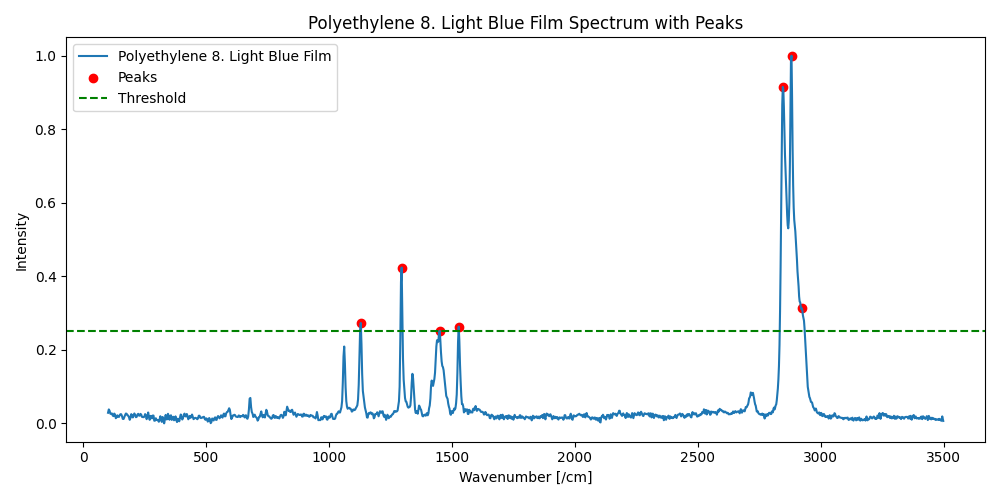 Polyethylene 8. Light Blue Film Spectrum with Peaks
Polyethylene 8. Light Blue Film
Peaks
Threshold
Intensity
1.0
0.8
0.6
0.4
0.2
0.0
0 500 1000 1500 2000 2500 3000 3500
Wavenumber [/cm]